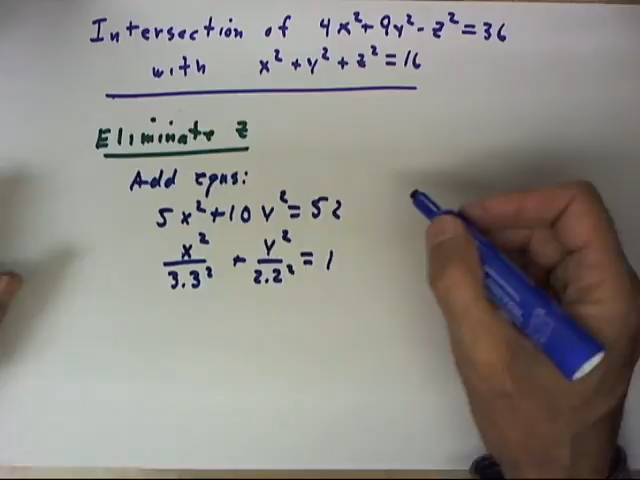 Intersection of 4x²+9y²-z²=36
with x²+y²+z²=16
Eliminate z
Add eqns:
5x²+10y²=52
x²/3.3² + y²/2.2² = 1